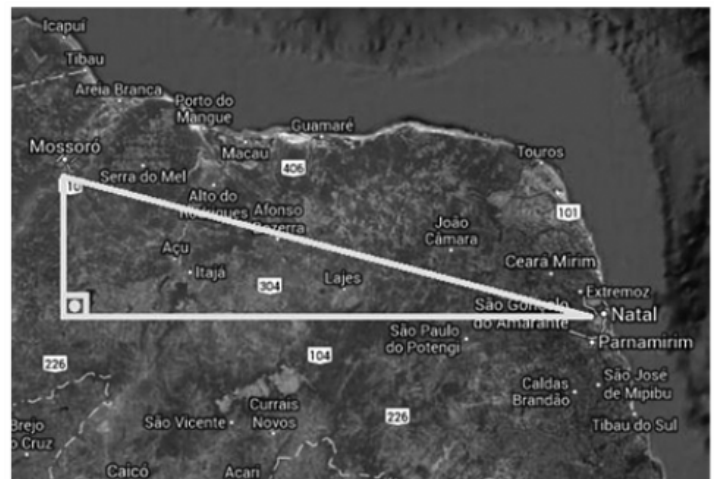 Icapuí
Tibau
Areia Branca
Porto do
Mangue
Guamaré
Mossoró
Macau
406
Touros
Serra do Mel
10
Alto do
Rodrigues
Afonso
Bezerra
101
João
Câmara
Açu
Itajá
304
Lajes
Ceará Mirim
Extremoz
São Gonçalo
do Amarante
Natal
São Paulo
do Potengi
Parnamirim
226
104
Caldas
Brandão
São José
de Mipibu
Currais
Novos
São Vicente
226
Tibau do Sul
Brejo
o Cruz
Caicó
Acari